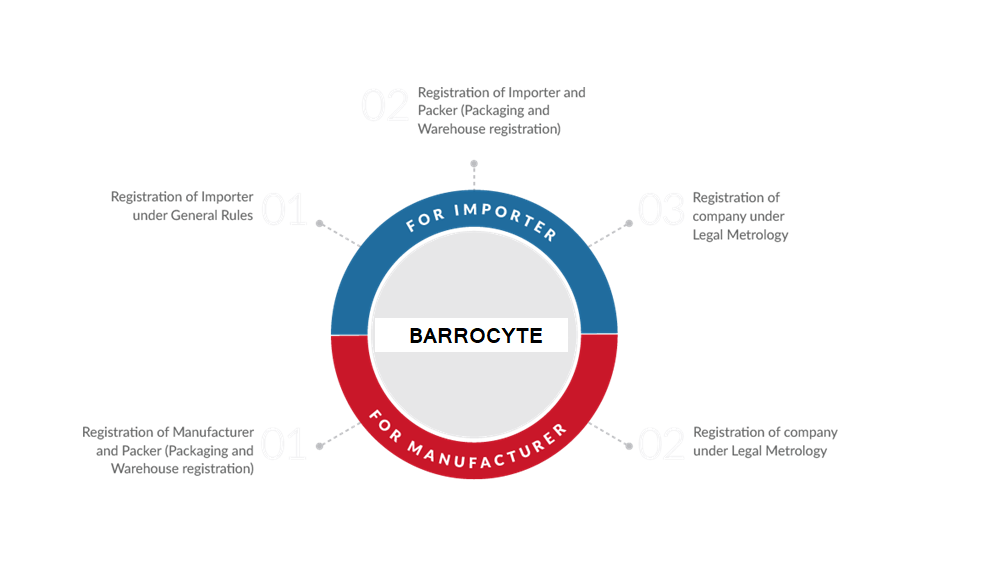 02
Registration of Importer and
Packer (Packaging and
Warehouse registration)
Registration of Importer
under General Rules
01
03
Registration of
company under
Legal Metrology
FOR IMPORTER
BARROCYTE
FOR MANUFACTURER
Registration of Manufacturer
and Packer (Packaging and
Warehouse registration)
01
02
Registration of company
under Legal Metrology